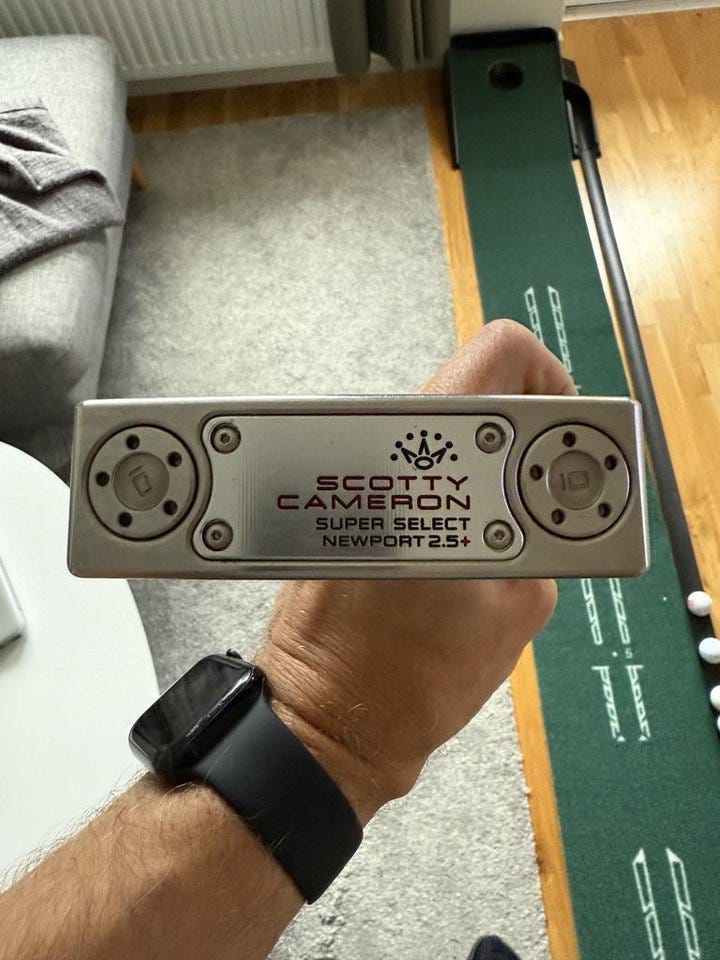 SCOTTY
CAMERON
SUPER SELECT
NEWPORT 2.5+
10
10